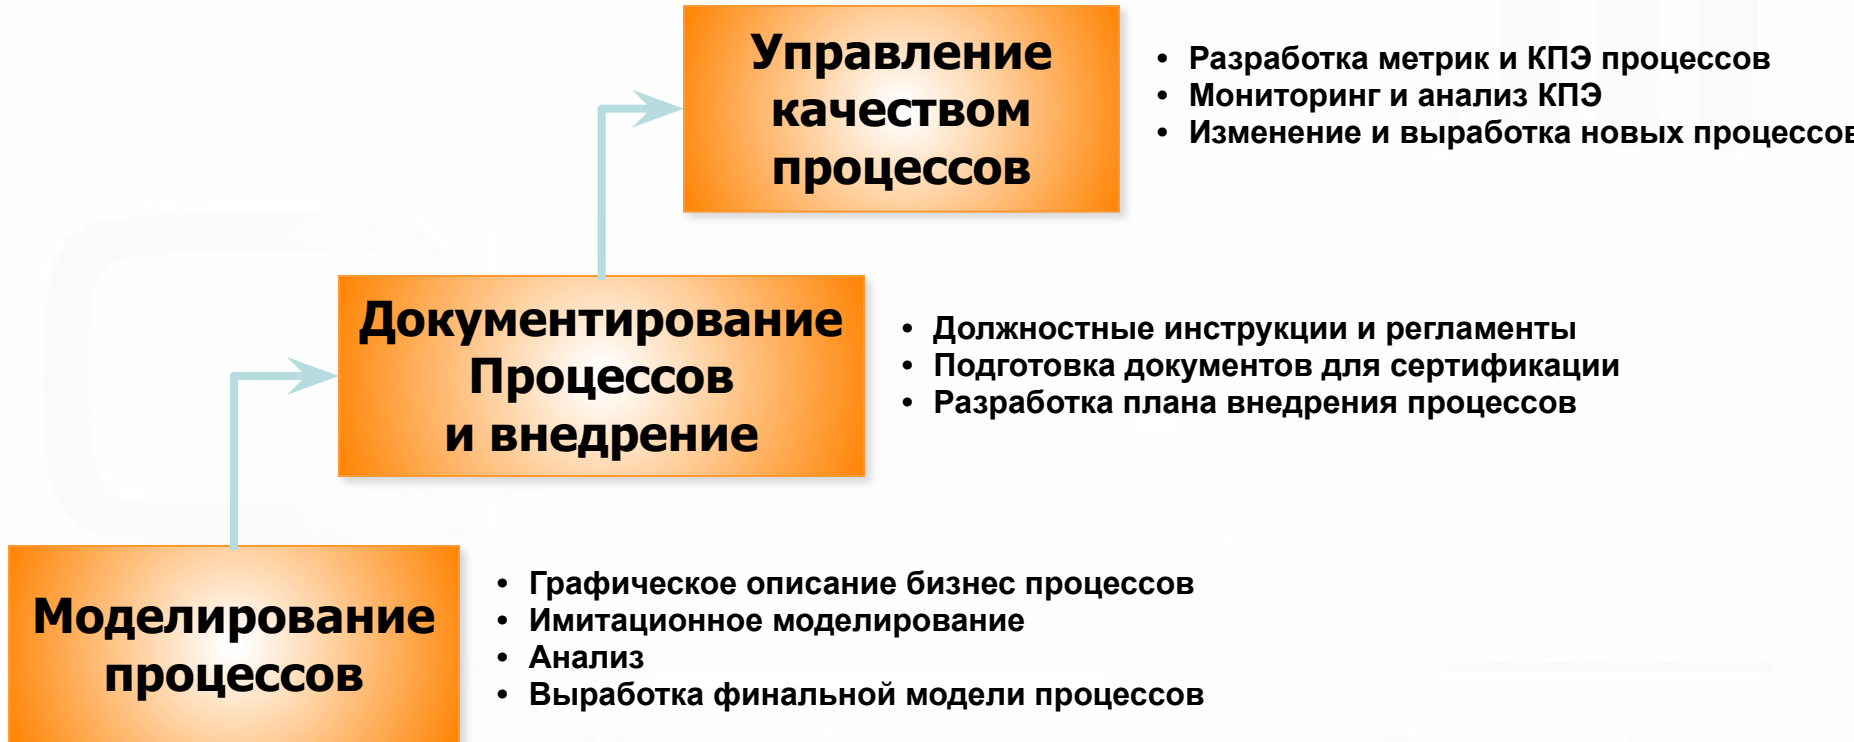 Управление
качеством
процессов
• Разработка метрик и КПЭ процессов
• Мониторинг и анализ КПЭ
• Изменение и выработка новых процессов
Документирование
Процессов
и внедрение
• Должностные инструкции и регламенты
• Подготовка документов для сертификации
• Разработка плана внедрения процессов
Моделирование
процессов
• Графическое описание бизнес процессов
• Имитационное моделирование
• Анализ
• Выработка финальной модели процессов